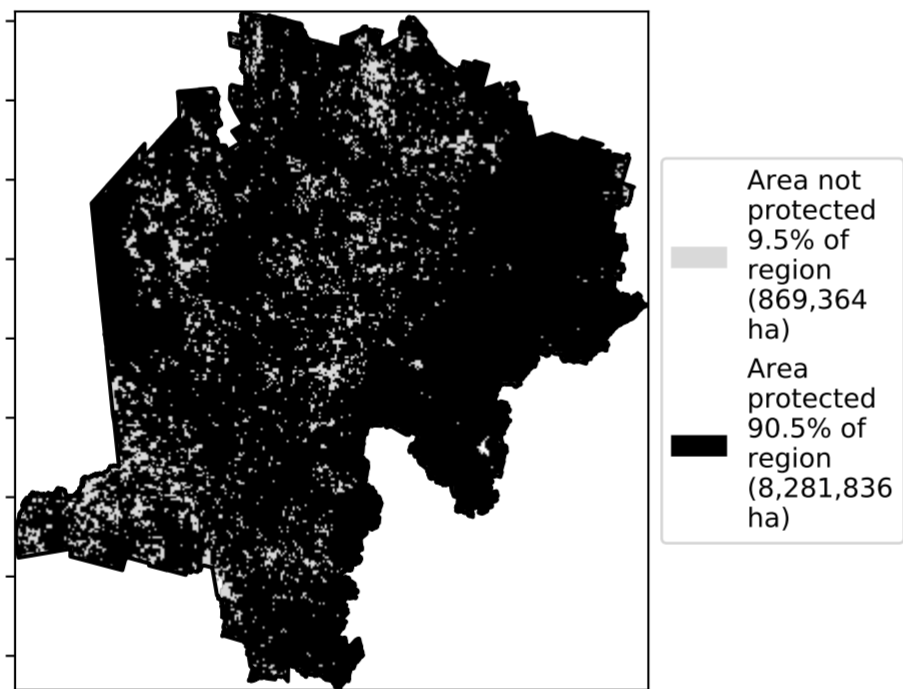 Area not
protected
9.5% of
region
(869,364
ha)
Area
protected
90.5% of
region
(8,281,836
ha)